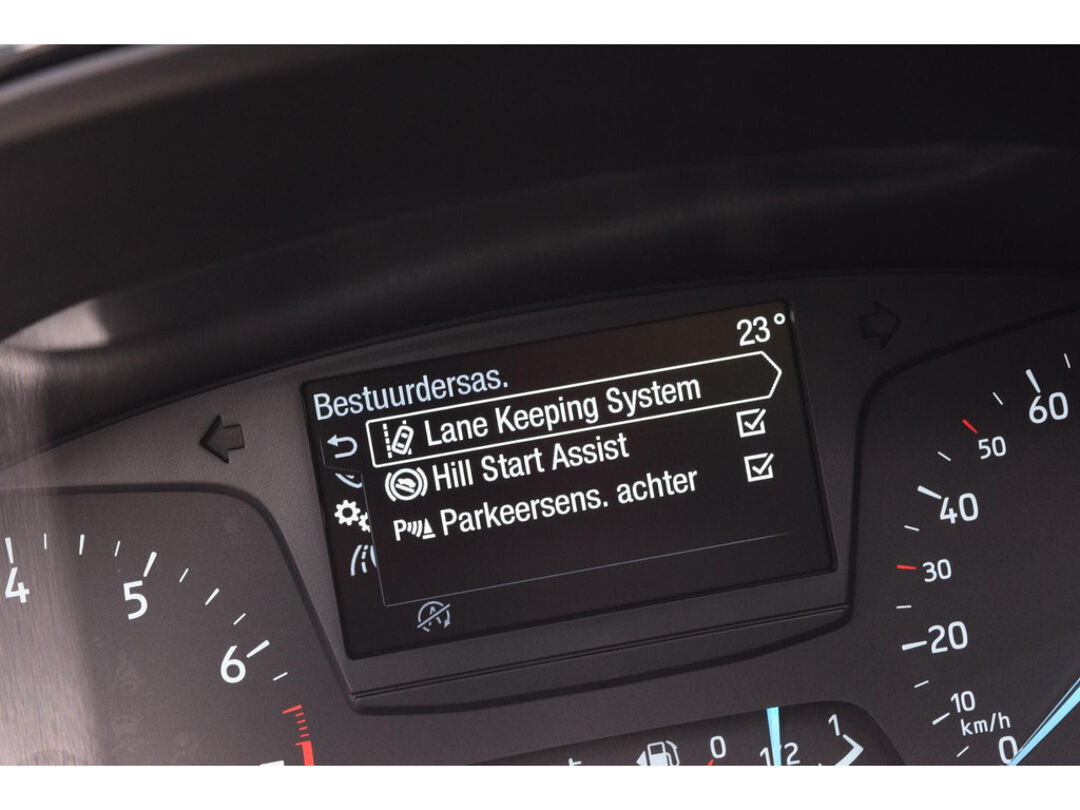 23°
Bestuurdersas.
Lane Keeping System
Hill Start Assist
Parkeersens. achter
4
5
6
60
50
40
30
20
10
km/h
0
0
1/2
1